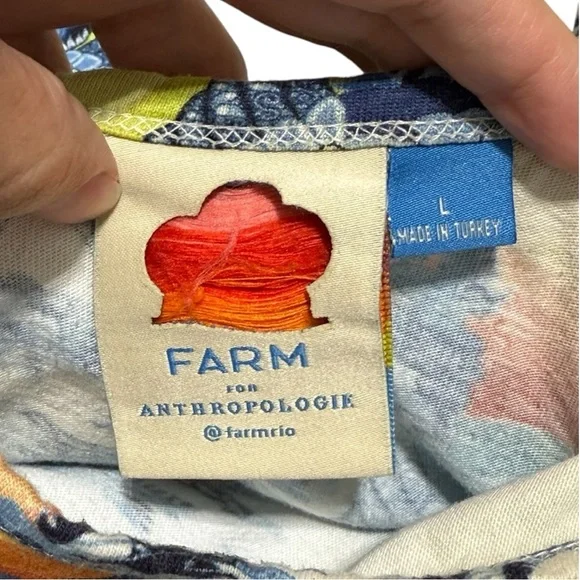 FARM
FOR
ANTHROPOLOGIE
@farmrio
L
MADE IN TURKEY